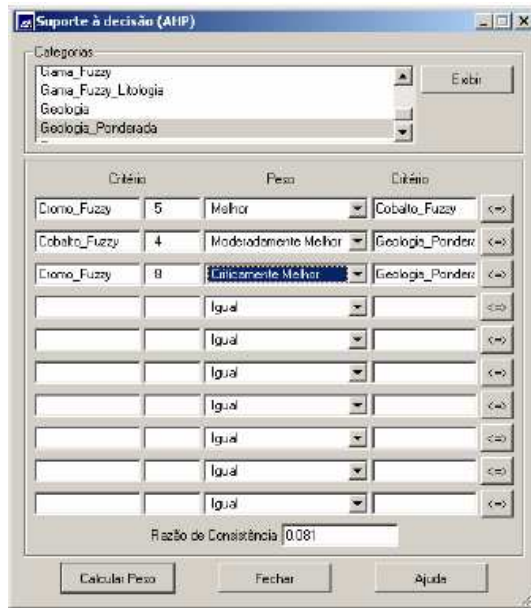 Suporte à decisão (AHP)
Categorias
Gama_Fuzzy
Gama_Fuzzy_Litologia
Geologia
Geologia_Ponderada
Exibir
Critério Peso Critério
Cromo_Fuzzy 5 Melhor Cobalto_Fuzzy <=>
Cobalto_Fuzzy 4 Moderadamente Melhor Geologia_Pondera <=>
Cromo_Fuzzy 8 Criticamente Melhor Geologia_Pondera <=>
Igual <=>
Igual <=>
Igual <=>
Igual <=>
Igual <=>
Igual <=>
Igual <=>
Razão de Consistência 0.081
Calcular Peso Fechar Ajuda